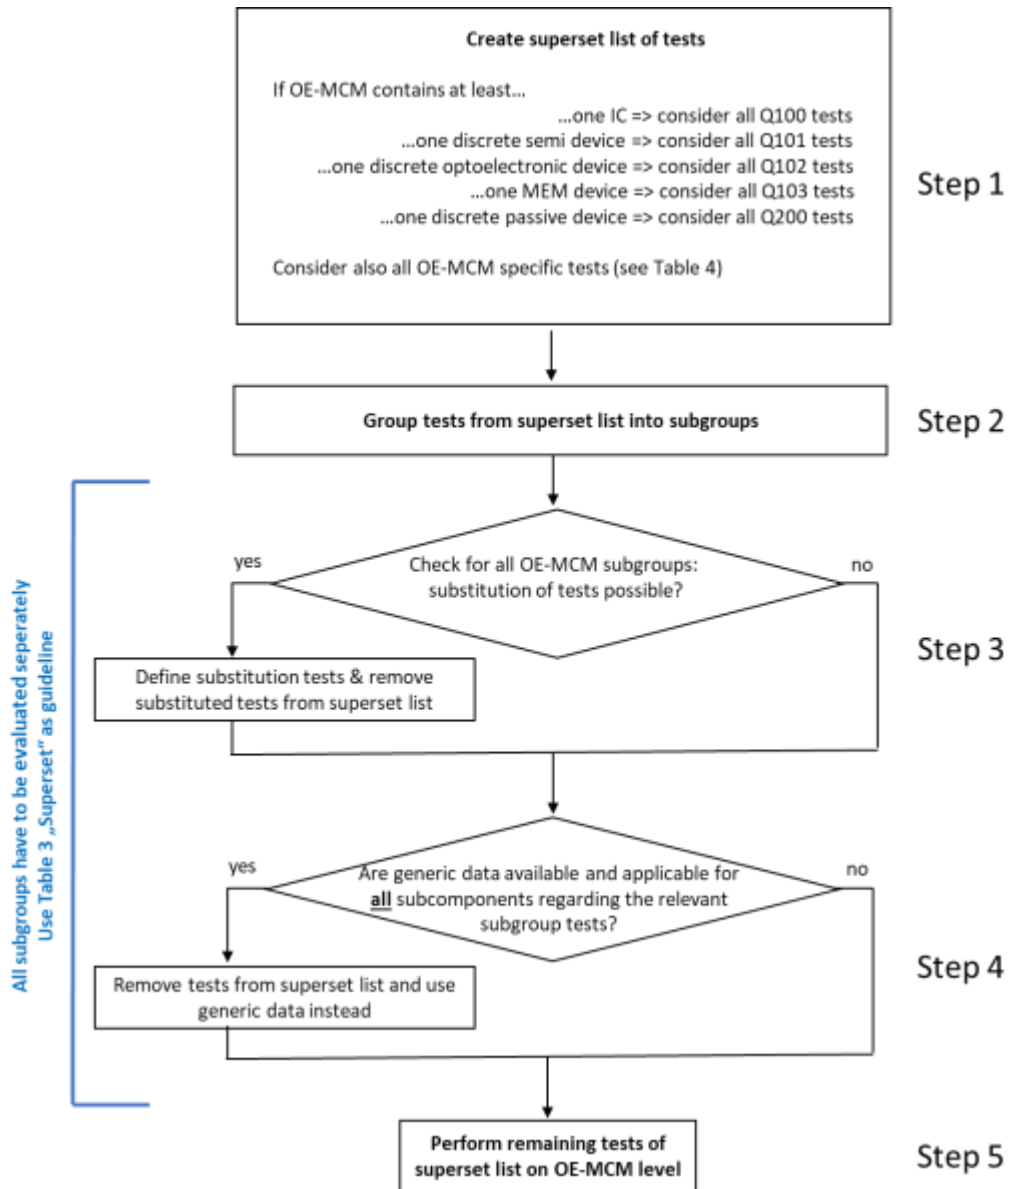 Create superset list of tests
If OE-MCM contains at least...
...one IC => consider all Q100 tests
...one discrete semi device => consider all Q101 tests
...one discrete optoelectronic device => consider all Q102 tests
...one MEM device => consider all Q103 tests
...one discrete passive device => consider all Q200 tests
Consider also all OE-MCM specific tests (see Table 4)
Step 1
Group tests from superset list into subgroups
Step 2
All subgroups have to be evaluated seperately
Use Table 3 „Superset“ as guideline
yes
Check for all OE-MCM subgroups:
substitution of tests possible?
no
Define substitution tests & remove
substituted tests from superset list
Step 3
yes
Are generic data available and applicable for
all subcomponents regarding the relevant
subgroup tests?
no
Remove tests from superset list and use
generic data instead
Step 4
Perform remaining tests of
superset list on OE-MCM level
Step 5